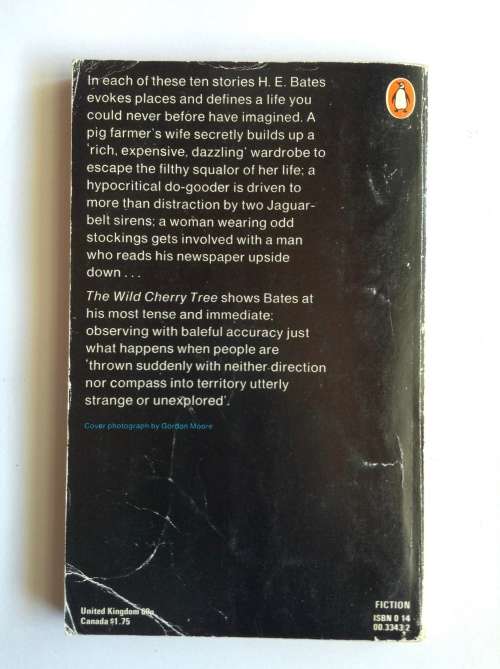 In each of these ten stories H. E. Bates
evokes places and defines a life you
could never before have imagined. A
pig farmer's wife secretly builds up a
'rich, expensive, dazzling' wardrobe to
escape the filthy squalor of her life; a
hypocritical do-gooder is driven to
more than distraction by two Jaguar-
belt sirens; a woman wearing odd
stockings gets involved with a man
who reads his newspaper upside
down . . .
The Wild Cherry Tree shows Bates at
his most tense and immediate;
observing with baleful accuracy just
what happens when people are
'thrown suddenly with neither direction
nor compass into territory utterly
strange or unexplored'.
Cover photograph by Gordon Moore
United Kingdom
Canada $1.75
FICTION
ISBN 0 14
00.3343 2